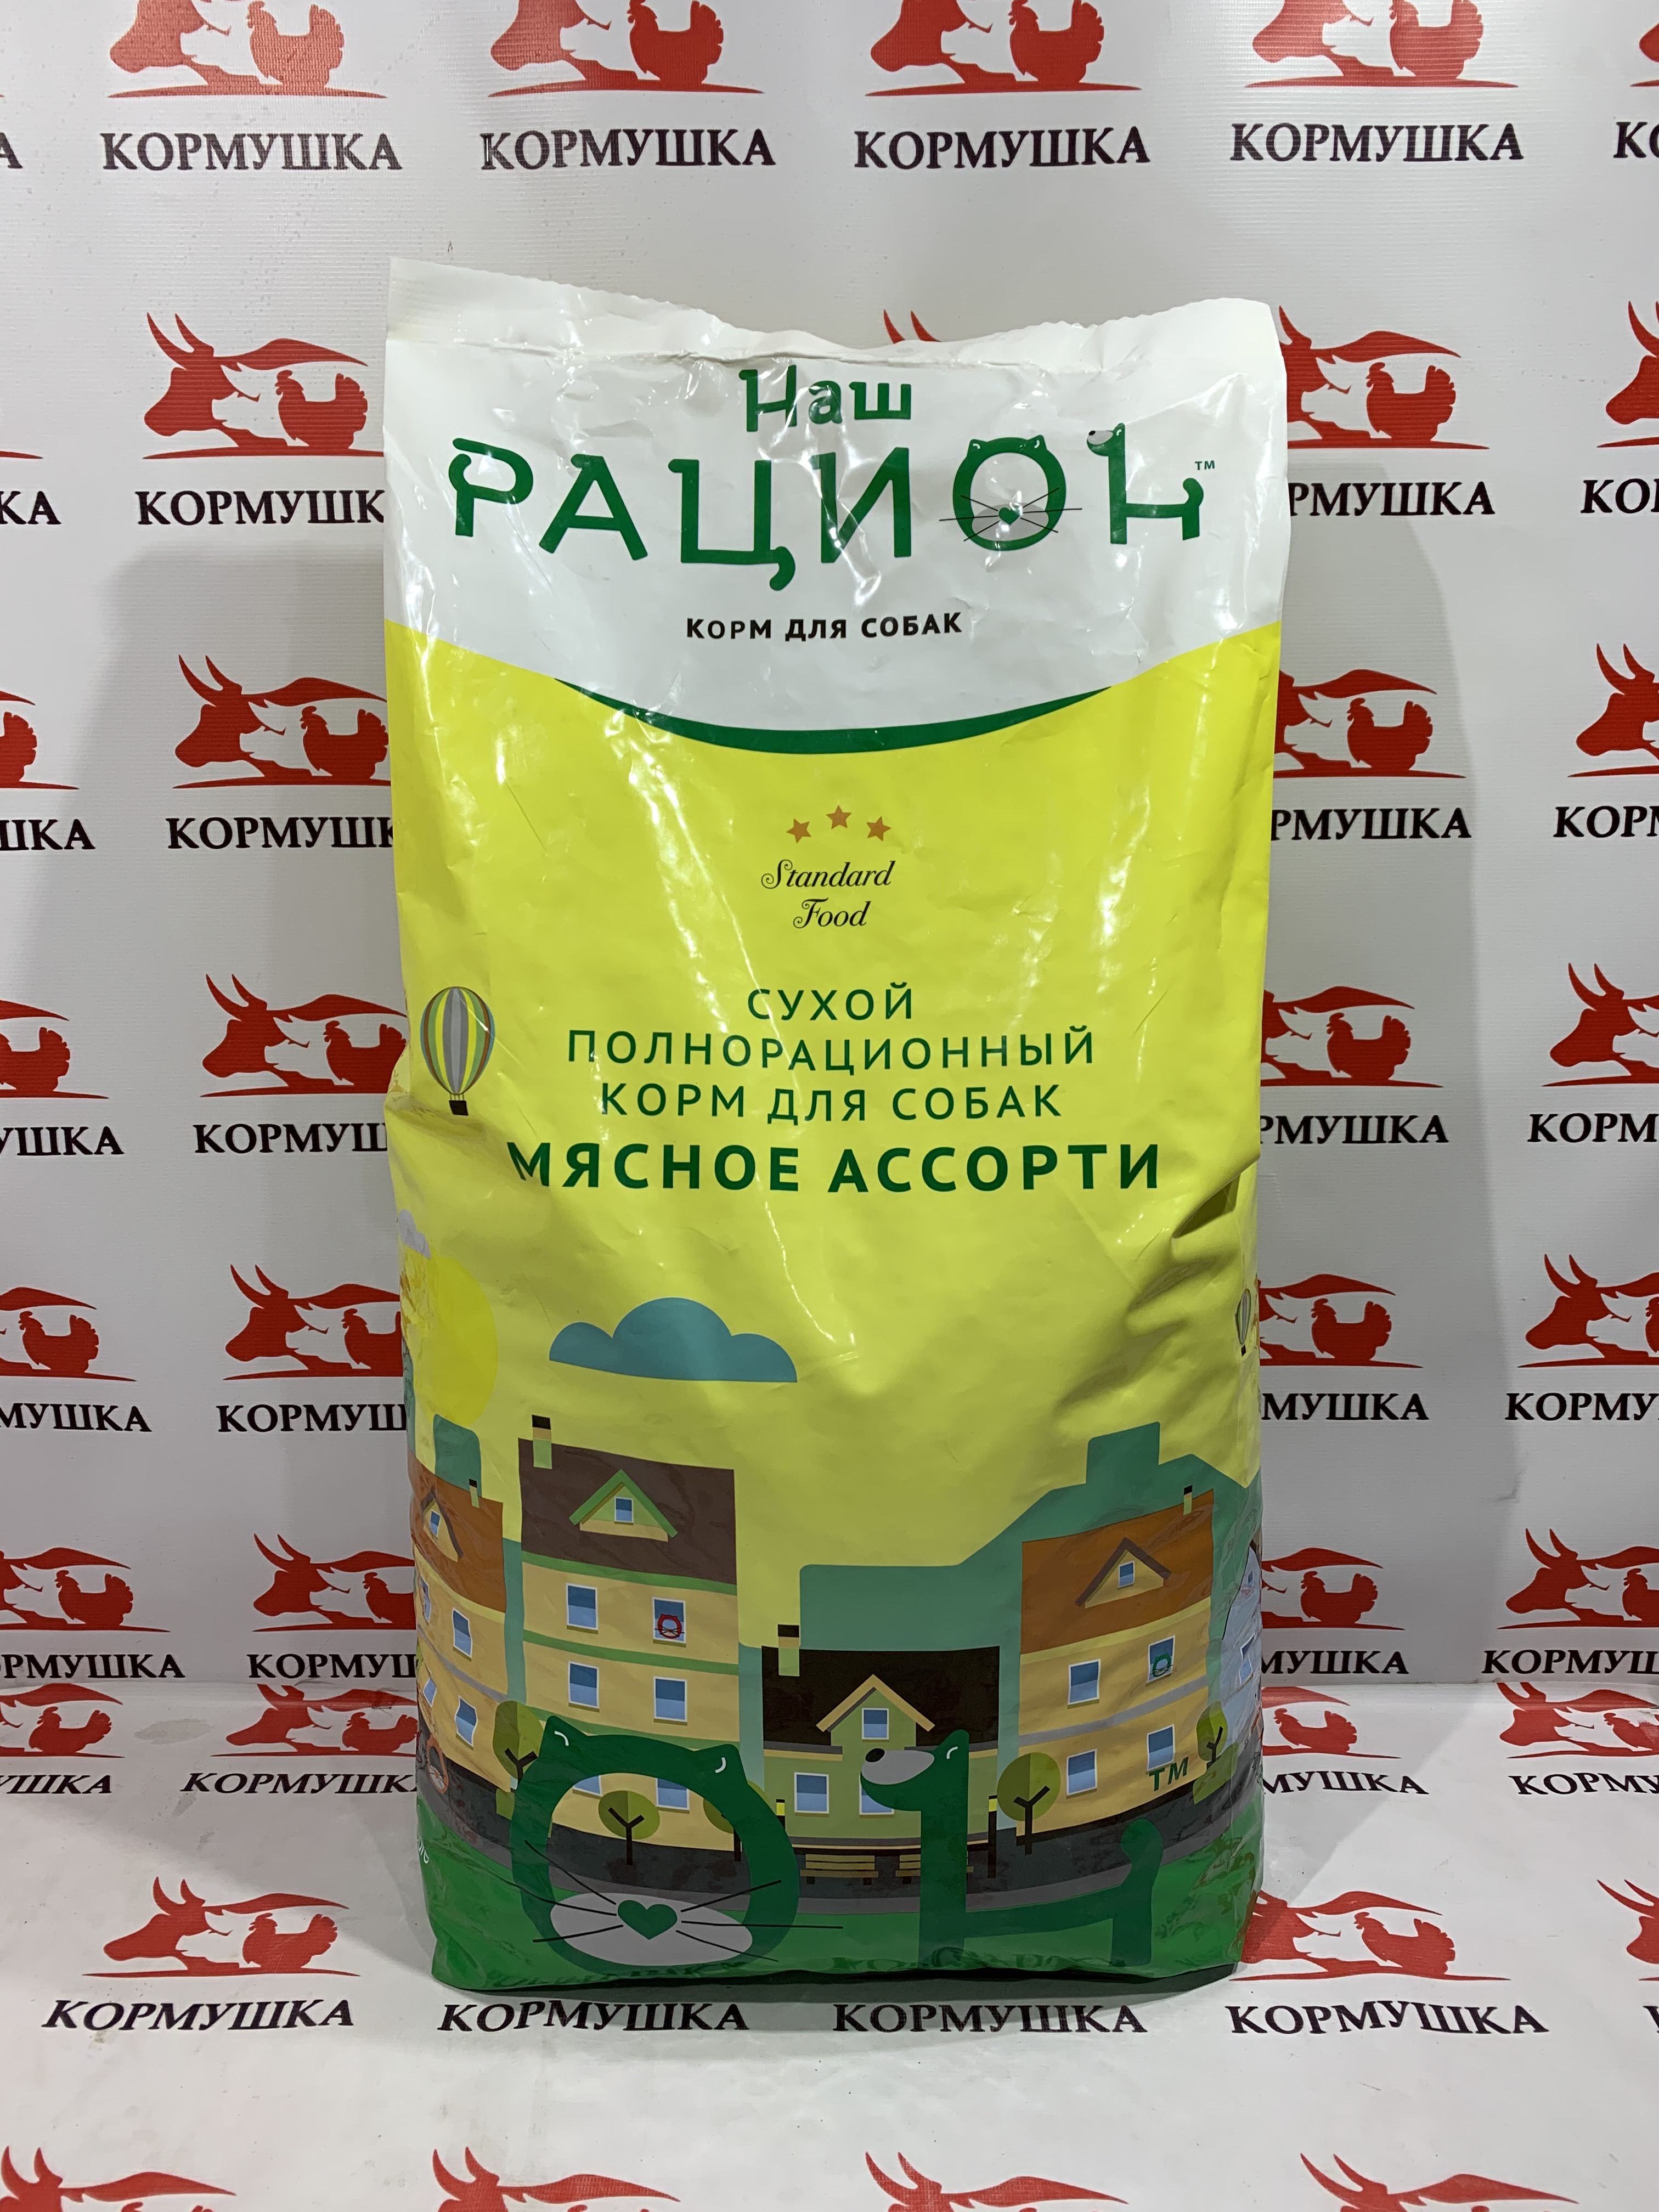 КОРМУШКА КОРМУШКА КОРМУШКА КОРМУШКА
Наш
РАЦИОН™
КОРМ ДЛЯ СОБАК
Standard
Food
СУХОЙ
ПОЛНОРАЦИОННЫЙ
КОРМ ДЛЯ СОБАК
МЯСНОЕ АССОРТИ
TM
КОРМУШКА КОРМУШКА КОРМУШКА КОРМУШКА